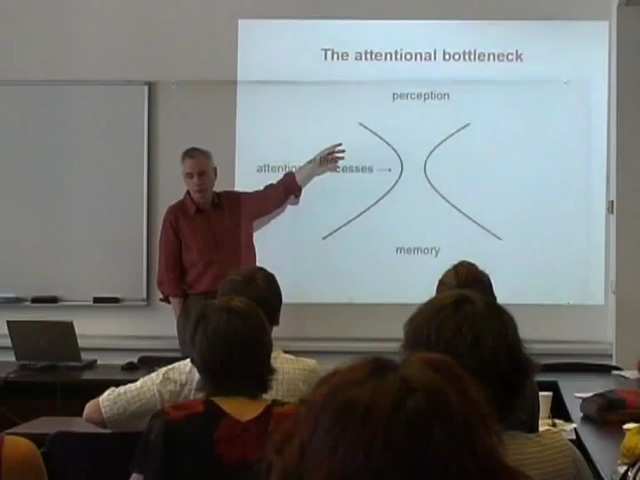 The attentional bottleneck
perception
memory